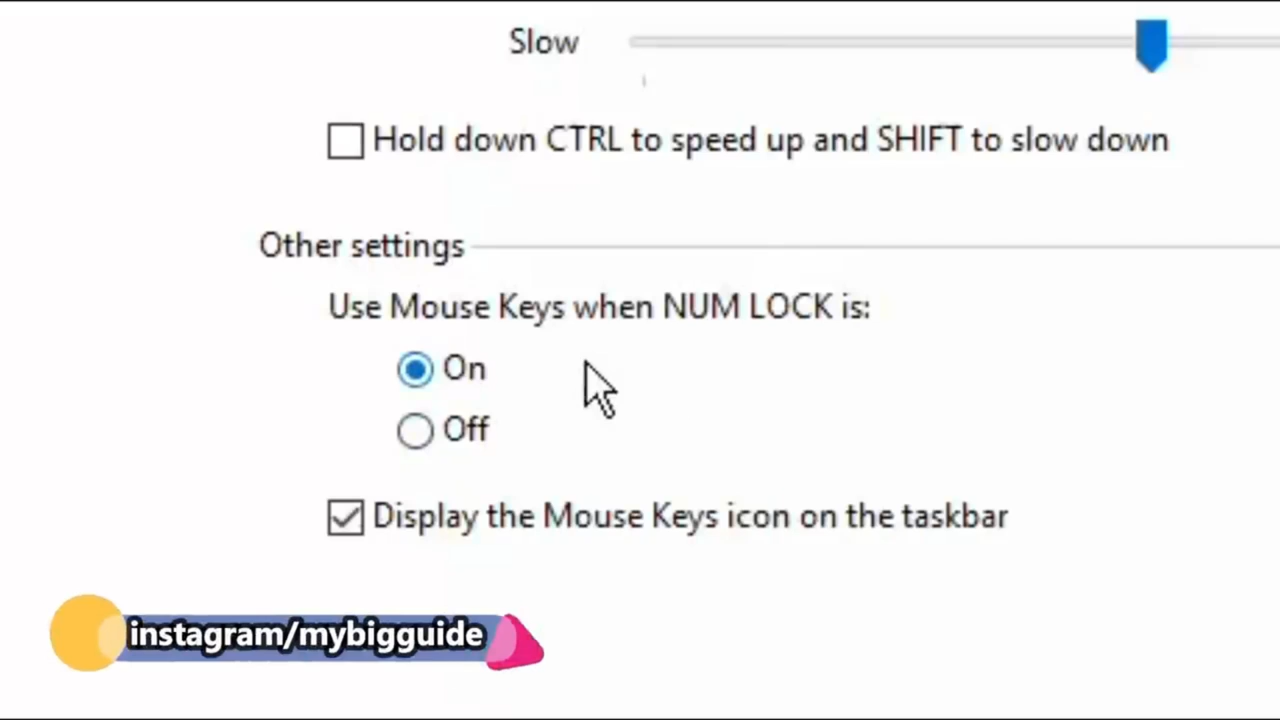 Slow
Hold down CTRL to speed up and SHIFT to slow down
Other settings
Use Mouse Keys when NUM LOCK is:
On
Off
Display the Mouse Keys icon on the taskbar
instagram/mybigguide